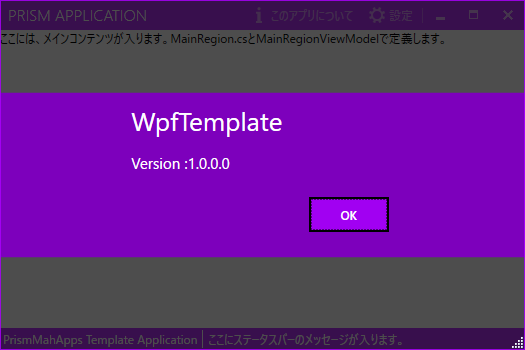 PRISM APPLICATION このアプリについて 設定
ここには、メインコンテンツが入ります。MainRegion.csとMainRegionViewModelで定義します。
WpfTemplate
Version :1.0.0.0
OK
PrismMahApps Template Application ここにステータスバーのメッセージが入ります。